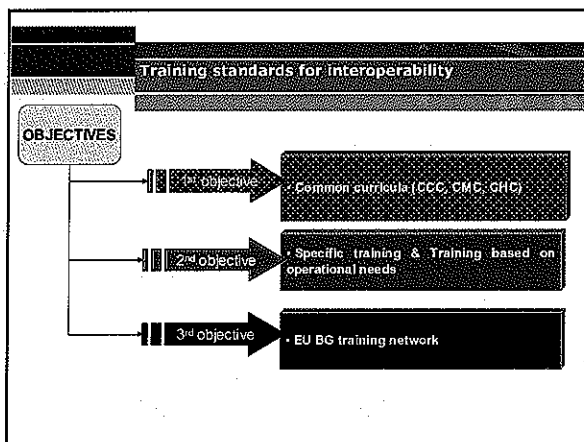 Training standards for interoperability
OBJECTIVES
1st objective
• Common curricula (CCC, CMC, CHC)
2nd objective
• Specific training & Training based on
operational needs
3rd objective
• EU BG training network